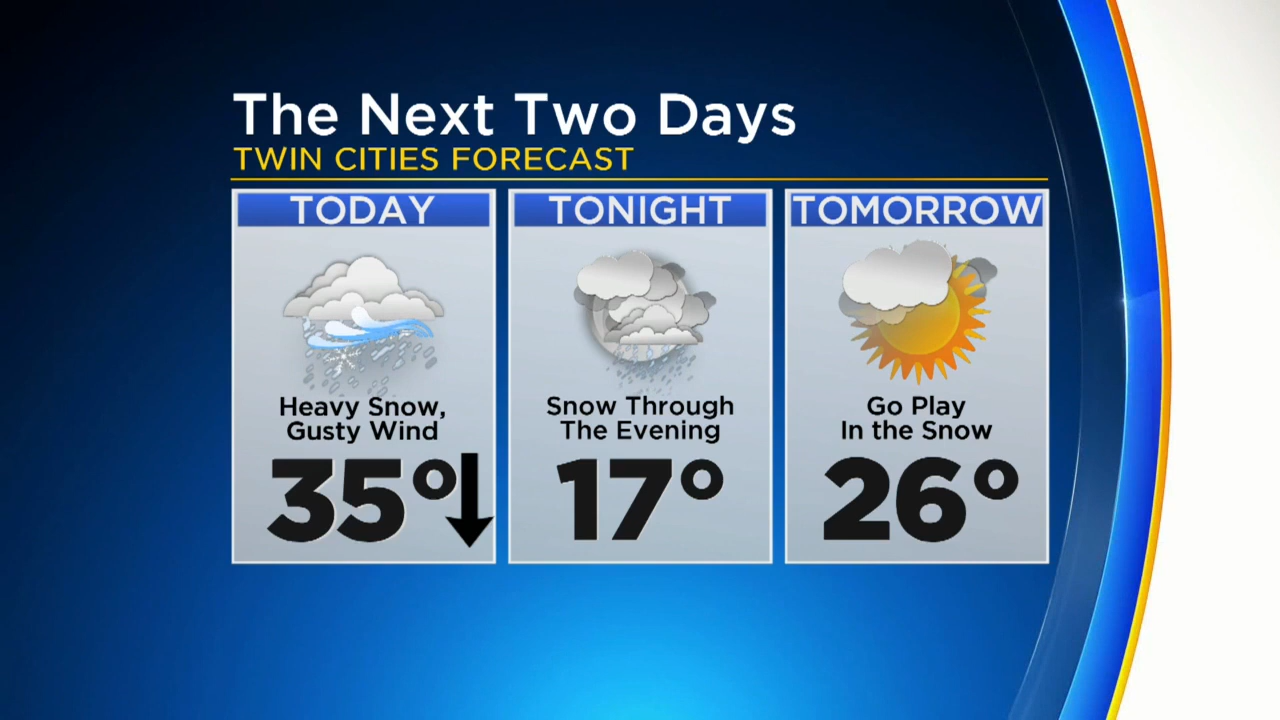 The Next Two Days
TWIN CITIES FORECAST
TODAY
Heavy Snow,
Gusty Wind
35°
TONIGHT
Snow Through
The Evening
17°
TOMORROW
Go Play
In the Snow
26°